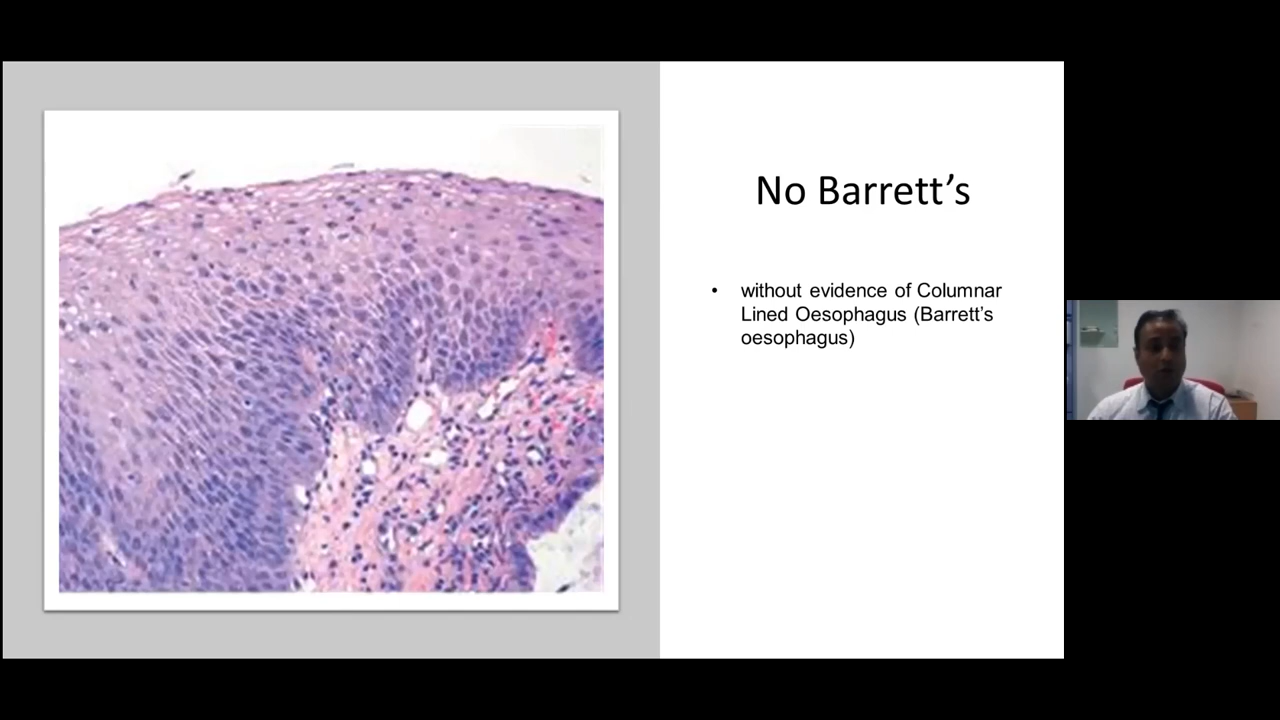 No Barrett’s
• without evidence of Columnar
Lined Oesophagus (Barrett’s
oesophagus)